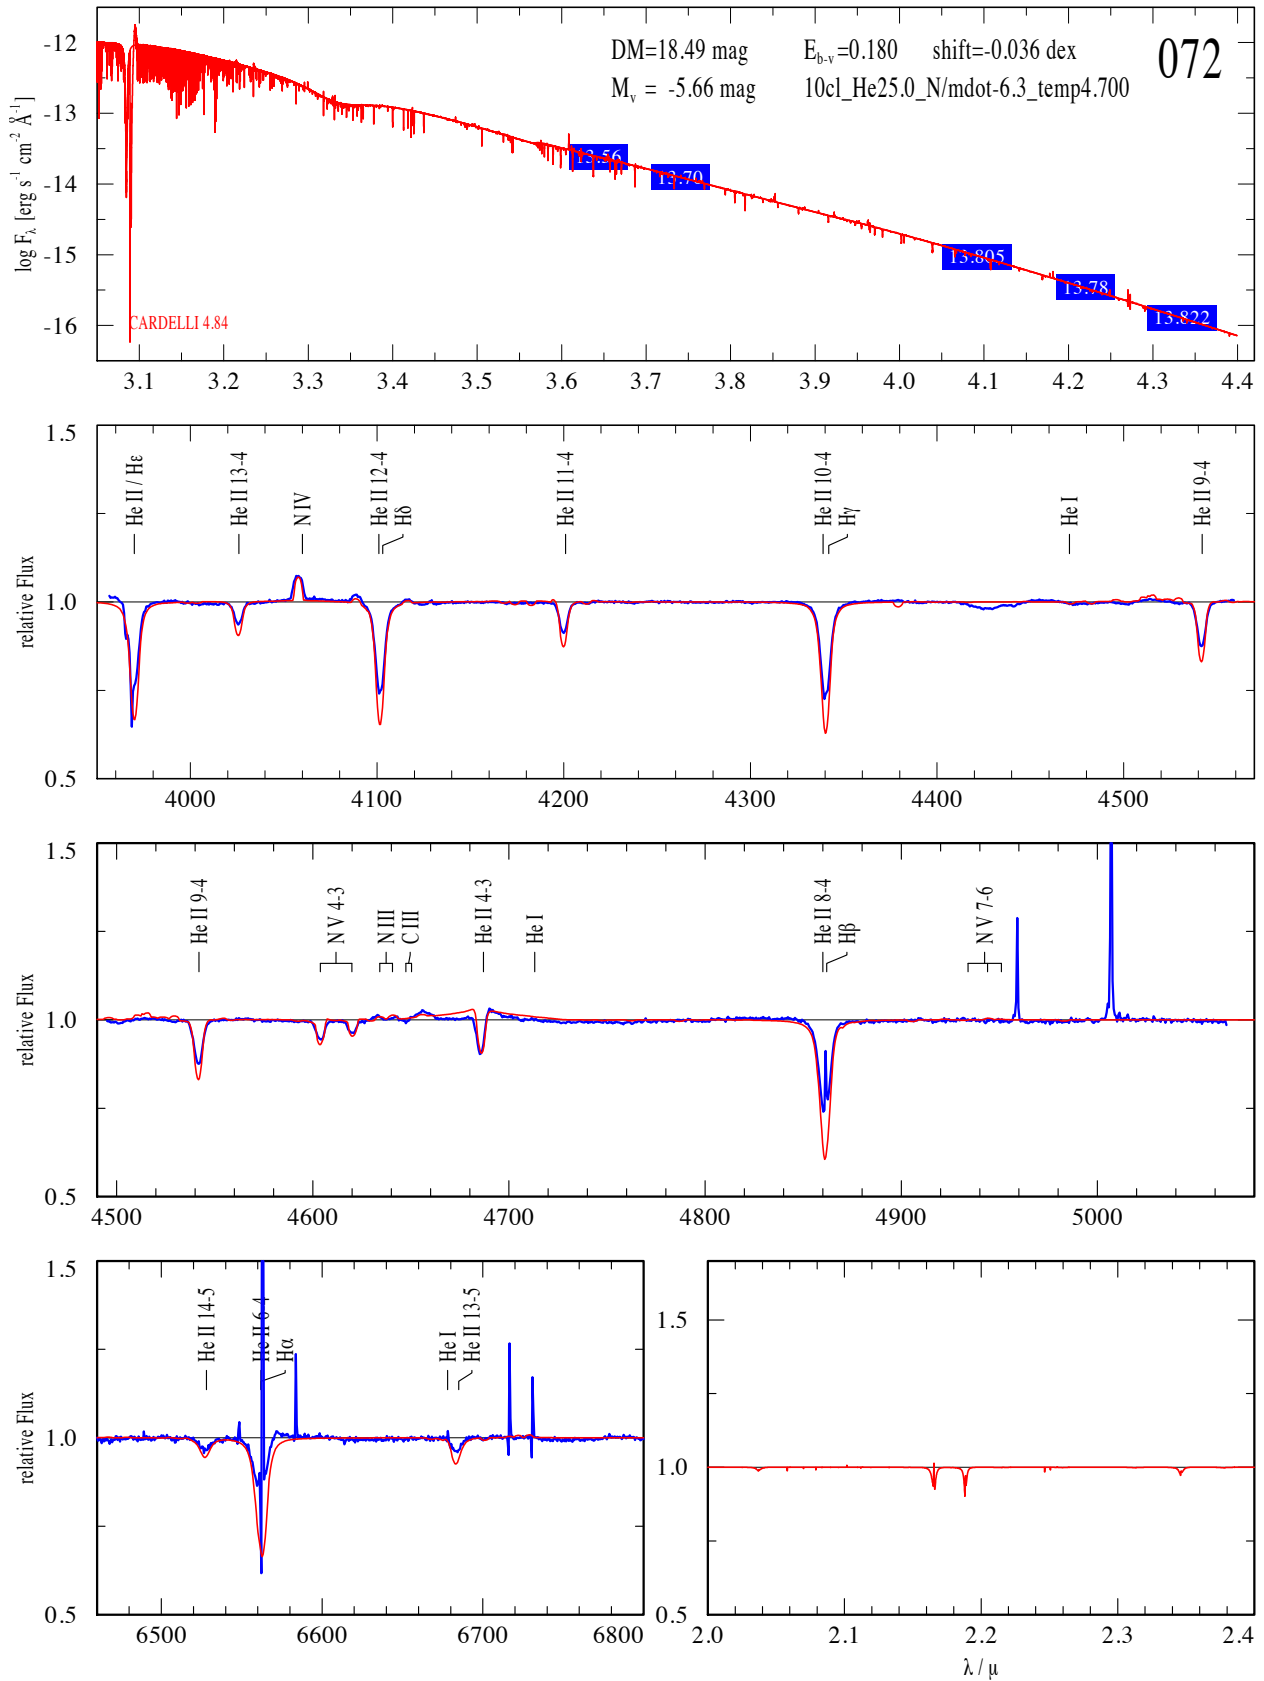 DM=18.49 mag E_b-v=0.180 shift=-0.036 dex 072
M_v = -5.66 mag 10cl_He25.0_N/mdot-6.3_temp4.700
log F_λ [erg s⁻¹ cm⁻² Å⁻¹]
-12
-13
-14
-15
-16
13.56
13.70
13.805
13.78
13.822
CARDELLI 4.84
3.1 3.2 3.3 3.4 3.5 3.6 3.7 3.8 3.9 4.0 4.1 4.2 4.3 4.4
relative Flux
1.5
1.0
0.5
He II / Hε
He II 13-4
N IV
He II 12-4
Hδ
He II 11-4
He II 10-4
Hγ
He I
He II 9-4
4000 4100 4200 4300 4400 4500
relative Flux
1.5
1.0
0.5
He II 9-4
N V 4-3
N III
C III
He II 4-3
He I
He II 8-4
Hβ
N V 7-6
4500 4600 4700 4800 4900 5000
relative Flux
1.5
1.0
0.5
He II 14-5
He II 6-4
Hα
He I
He II 13-5
6500 6600 6700 6800
1.5
1.0
0.5
2.0 2.1 2.2 2.3 2.4
λ / μ